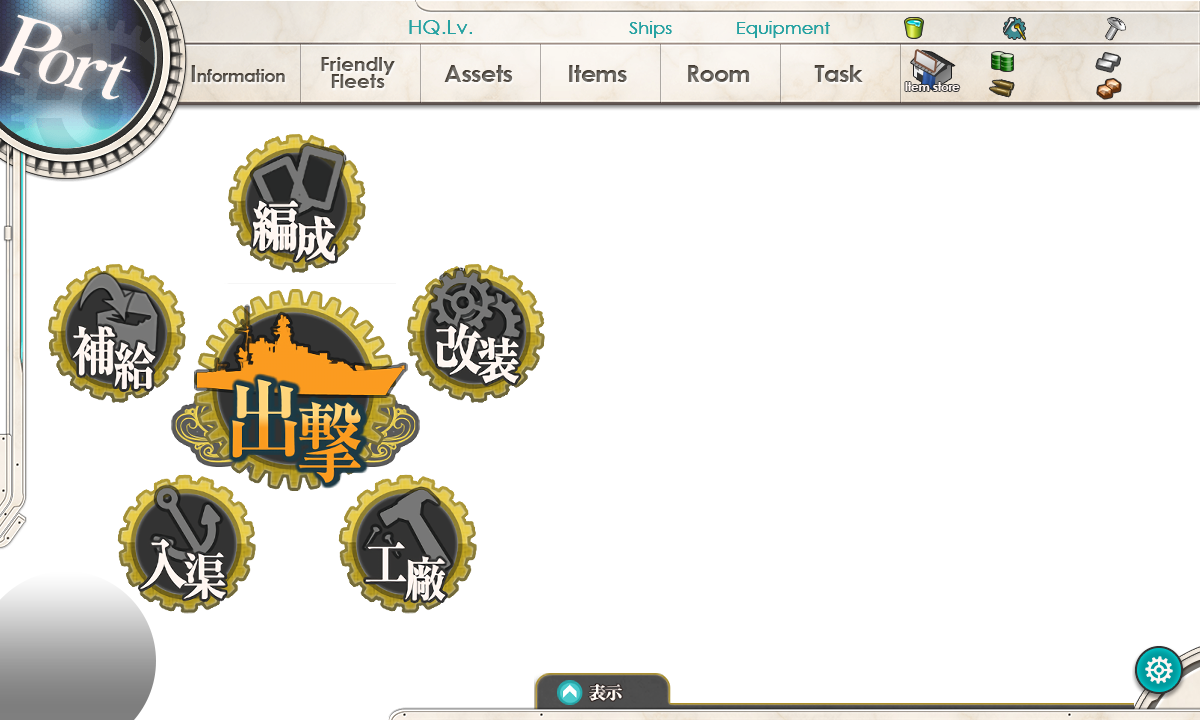 Port
HQ.Lv.
Ships
Equipment
Information
Friendly
Fleets
Assets
Items
Room
Task
Item store
編成
補給
改装
出撃
入渠
工廠
表示